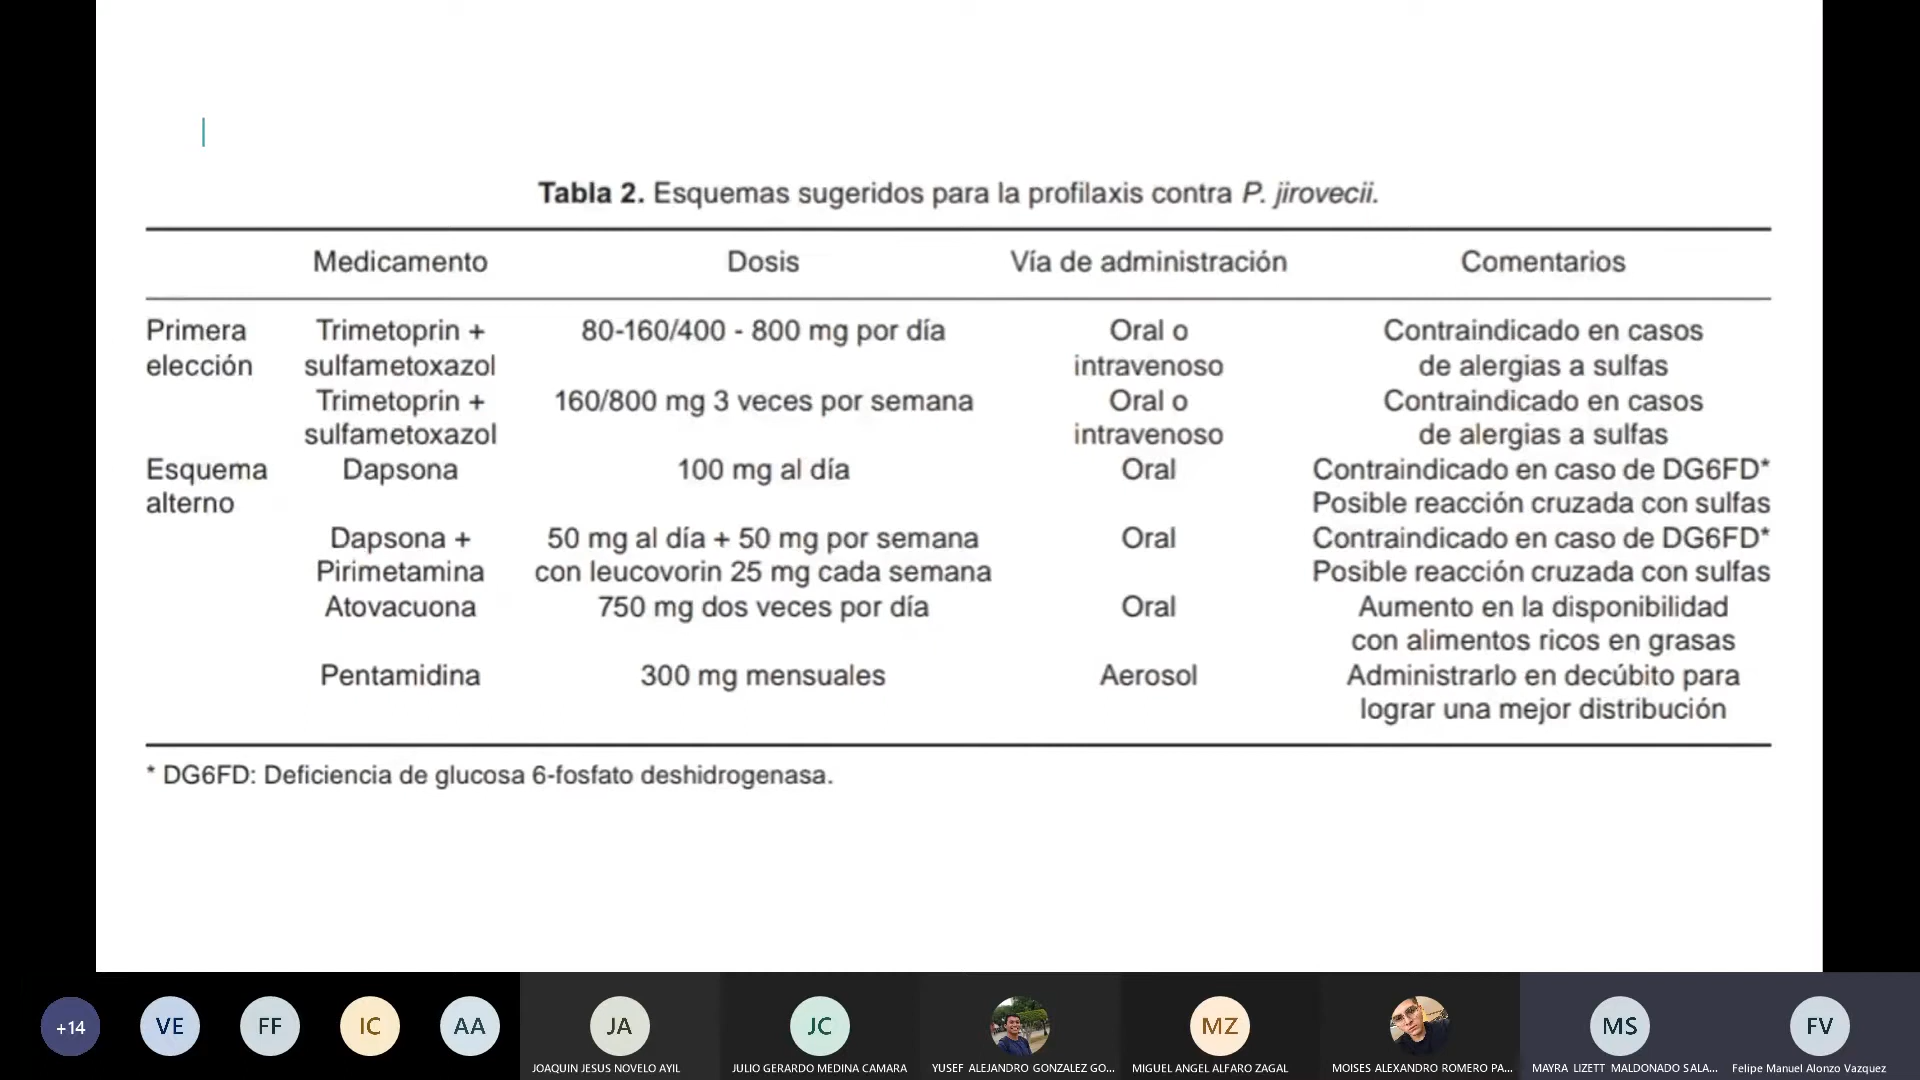 Tabla 2. Esquemas sugeridos para la profilaxis contra P. jirovecii.
Medicamento Dosis Vía de administración Comentarios
Primera Trimetoprin + 80-160/400 - 800 mg por día Oral o Contraindicado en casos
elección sulfametoxazol intravenoso de alergias a sulfas
Trimetoprin + 160/800 mg 3 veces por semana Oral o Contraindicado en casos
sulfametoxazol intravenoso de alergias a sulfas
Esquema Dapsona 100 mg al día Oral Contraindicado en caso de DG6FD*
alterno Posible reacción cruzada con sulfas
Dapsona + 50 mg al día + 50 mg por semana Oral Contraindicado en caso de DG6FD*
Pirimetamina con leucovorin 25 mg cada semana Posible reacción cruzada con sulfas
Atovacuona 750 mg dos veces por día Oral Aumento en la disponibilidad
con alimentos ricos en grasas
Pentamidina 300 mg mensuales Aerosol Administrarlo en decúbito para
lograr una mejor distribución
* DG6FD: Deficiencia de glucosa 6-fosfato deshidrogenasa.
+14 VE FF IC AA JA JC MZ MS FV
JOAQUIN JESUS NOVELO AYIL JULIO GERARDO MEDINA CAMARA YUSEF ALEJANDRO GONZALEZ GO... MIGUEL ANGEL ALFARO ZAGAL MOISES ALEXANDRO ROMERO PA... MAYRA LIZETT MALDONADO SALA... Felipe Manuel Alonzo Vazquez